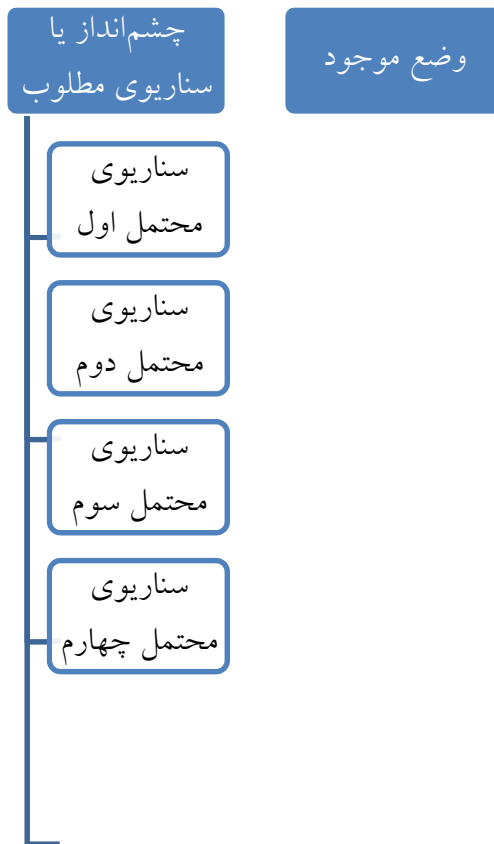 وضع موجود
چشم‌انداز یا
سناریوی مطلوب
سناریوی
محتمل اول
سناریوی
محتمل دوم
سناریوی
محتمل سوم
سناریوی
محتمل چهارم